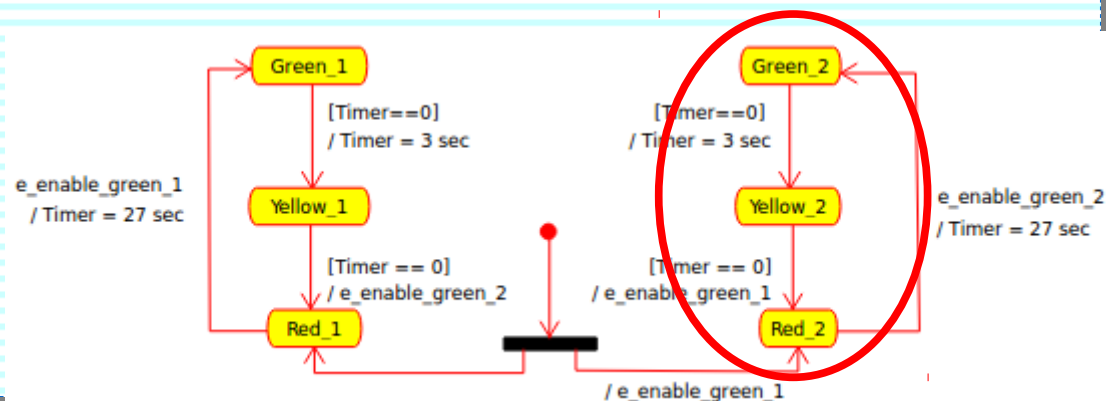 Green_1
Green_2
[Timer==0]
/ Timer = 3 sec
[Timer==0]
/ Timer = 3 sec
e_enable_green_1
/ Timer = 27 sec
Yellow_1
Yellow_2
e_enable_green_2
/ Timer = 27 sec
[Timer == 0]
/ e_enable_green_2
[Timer == 0]
/ e_enable_green_1
Red_1
Red_2
/ e_enable_green_1